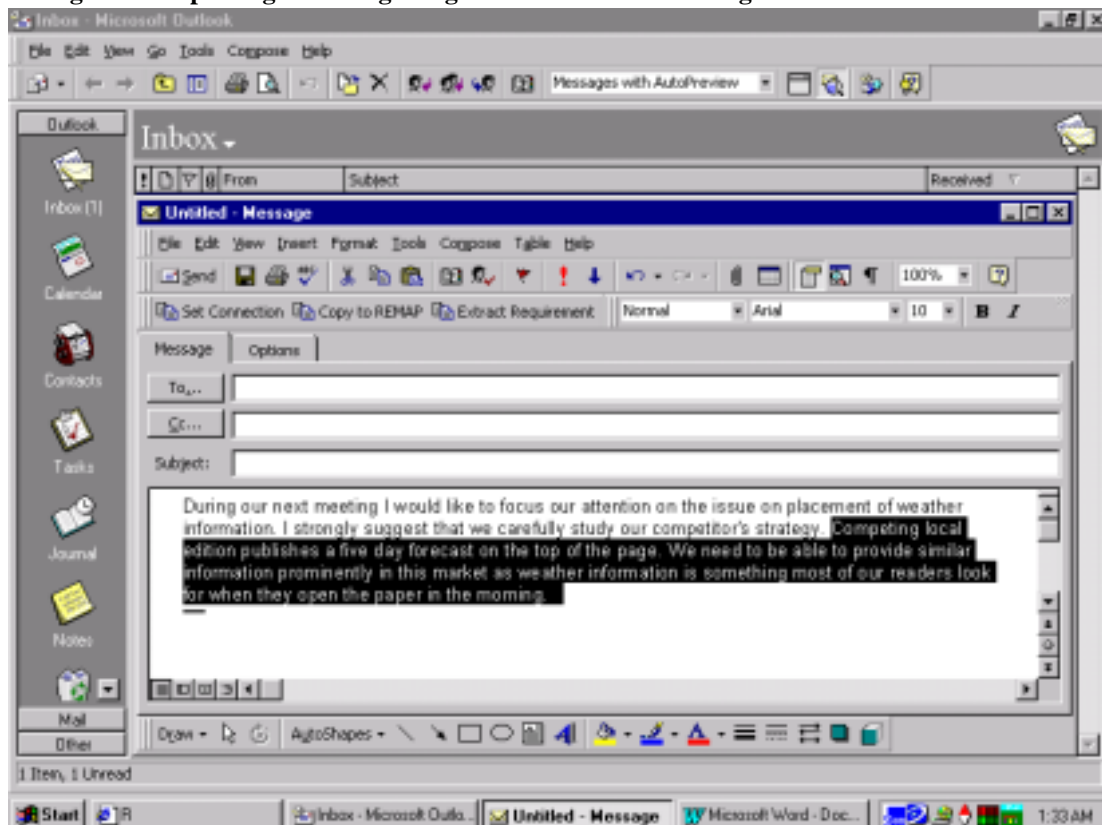 Inbox - Microsoft Outlook
File Edit View Go Tools Compose Help
Messages with AutoPreview
Outlook
Inbox
! From Subject Received
Inbox (1)
Calendar
Contacts
Tasks
Journal
Notes
Mail
Other
Untitled - Message
File Edit View Insert Format Tools Compose Table Help
Send 100%
Set Connection Copy to REMAP Extract Requirement Normal Arial 10 B I
Message Options
To...
Cc...
Subject:
During our next meeting I would like to focus our attention on the issue on placement of weather
information. I strongly suggest that we carefully study our competitor's strategy. Competing local
edition publishes a five day forecast on the top of the page. We need to be able to provide similar
information prominently in this market as weather information is something most of our readers look
for when they open the paper in the morning.
Draw AutoShapes
1 Item, 1 Unread
Start Inbox - Microsoft Outlo... Untitled - Message Microsoft Word - Doc... 1:33 AM